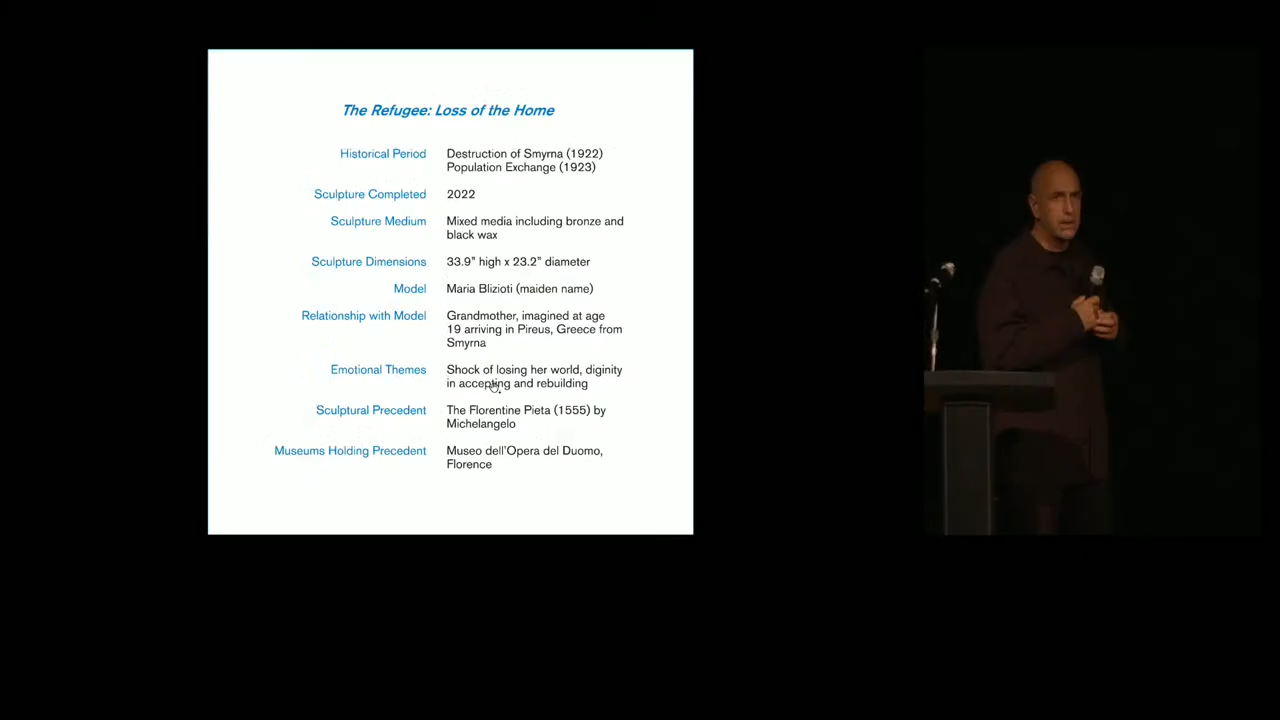 The Refugee: Loss of the Home
Historical Period Destruction of Smyrna (1922)
Population Exchange (1923)
Sculpture Completed 2022
Sculpture Medium Mixed media including bronze and
black wax
Sculpture Dimensions 33.9" high x 23.2" diameter
Model Maria Blizioti (maiden name)
Relationship with Model Grandmother, imagined at age
19 arriving in Pireus, Greece from
Smyrna
Emotional Themes Shock of losing her world, diginity
in accepting and rebuilding
Sculptural Precedent The Florentine Pieta (1555) by
Michelangelo
Museums Holding Precedent Museo dell'Opera del Duomo,
Florence